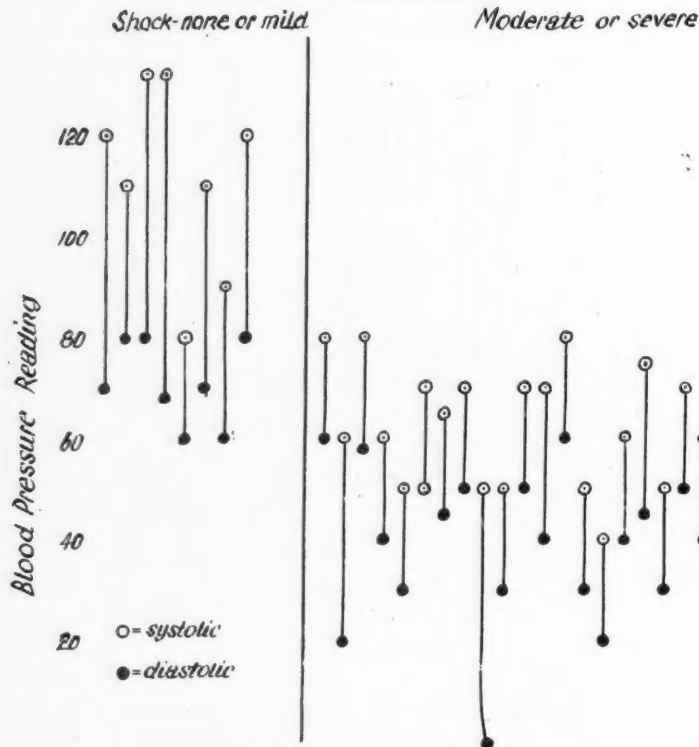 Shock-none or mild
Moderate or severe
120
100
80
60
40
20
Blood Pressure Reading
⊙=systolic
●=diastolic